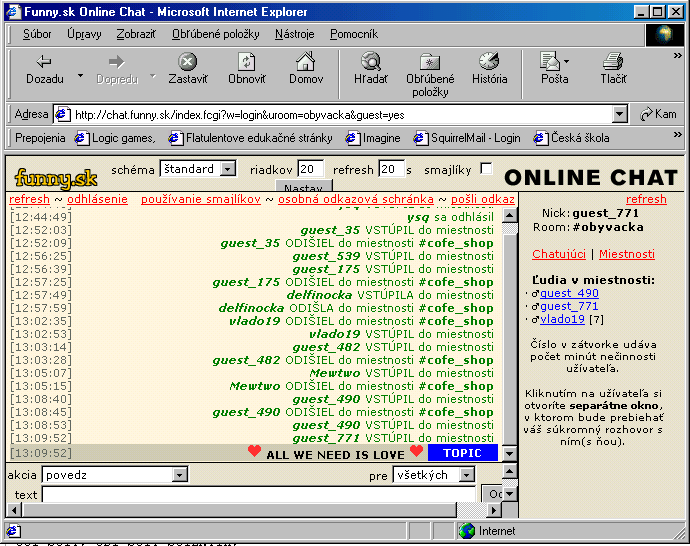 Funny.sk Online Chat - Microsoft Internet Explorer
Súbor Úpravy Zobraziť Obľúbené položky Nástroje Pomocník
Dozadu Dopredu Zastaviť Obnoviť Domov Hľadať Obľúbené položky História Pošta Tlačiť
Adresa http://chat.funny.sk/index.fcgi?w=login&uroom=obyvacka&guest=yes Kam
Prepojenia Logic games, Flatulentove edukačné stránky Imagine SquirrelMail - Login Česká škola
funny.sk schéma štandard riadkov 20 refresh 20 s smajlíky ONLINE CHAT
Nastav
refresh ~ odhlásenie používanie smajlíkov ~ osobná odkazová schránka ~ pošli odkaz
[12:44:49] ysq sa odhlásil
[12:52:03] guest_35 VSTÚPIL do miestnosti
[12:52:09] guest_35 ODIŠIEL do miestnosti #cofe_shop
[12:56:25] guest_539 VSTÚPIL do miestnosti
[12:56:39] guest_175 VSTÚPIL do miestnosti
[12:57:25] guest_175 ODIŠIEL do miestnosti #cofe_shop
[12:57:49] delfinocka VSTÚPILA do miestnosti
[12:57:59] delfinocka ODIŠLA do miestnosti #cofe_shop
[13:02:35] vlado19 ODIŠIEL do miestnosti #cofe_shop
[13:02:53] vlado19 VSTÚPIL do miestnosti
[13:03:14] guest_482 VSTÚPIL do miestnosti
[13:03:28] guest_482 ODIŠIEL do miestnosti #cofe_shop
[13:05:07] Mewtwo VSTÚPIL do miestnosti
[13:05:15] Mewtwo ODIŠIEL do miestnosti #cofe_shop
[13:08:40] guest_490 VSTÚPIL do miestnosti
[13:08:45] guest_490 ODIŠIEL do miestnosti #cofe_shop
[13:08:53] guest_490 VSTÚPIL do miestnosti
[13:09:52] guest_771 VSTÚPIL do miestnosti
[13:09:52] ALL WE NEED IS LOVE TOPIC
akcia povedz pre všetkých
text
refresh
Nick: guest_771
Room: #obyvacka
Chatujúci | Miestnosti
Ľudia v miestnosti:
· ♂guest_490
· ♂guest_771
· ♂vlado19 [7]
Číslo v zátvorke udáva
počet minút nečinnosti
užívateľa.
Kliknutím na užívateľa si
otvoríte separátne okno,
v ktorom bude prebiehať
váš súkromný rozhovor s
ním(s ňou).
Internet